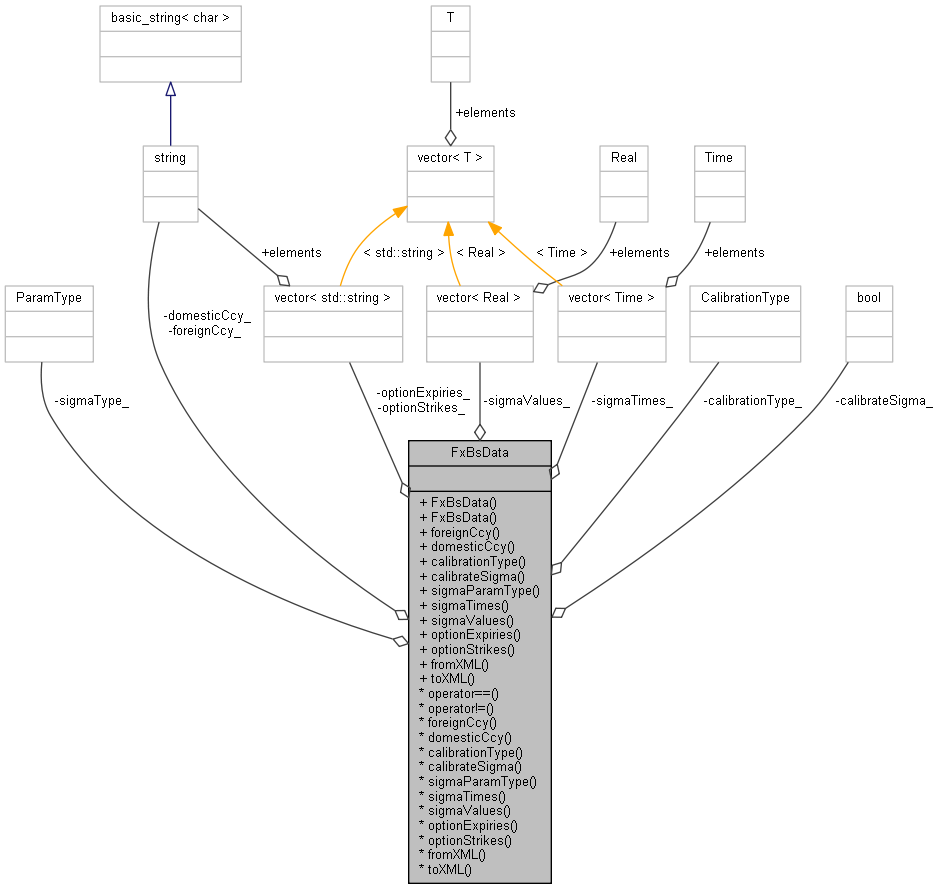 basic_string< char >
T
+elements
string
vector< T >
Real
Time
+elements
< std::string >
< Real >
< Time >
+elements
+elements
ParamType
vector< std::string >
vector< Real >
vector< Time >
CalibrationType
bool
-domesticCcy_
-foreignCcy_
-sigmaType_
-optionExpiries_
-optionStrikes_
-sigmaValues_
-sigmaTimes_
-calibrationType_
-calibrateSigma_
FxBsData
+ FxBsData()
+ FxBsData()
+ foreignCcy()
+ domesticCcy()
+ calibrationType()
+ calibrateSigma()
+ sigmaParamType()
+ sigmaTimes()
+ sigmaValues()
+ optionExpiries()
+ optionStrikes()
+ fromXML()
+ toXML()
* operator==()
* operator!=()
* foreignCcy()
* domesticCcy()
* calibrationType()
* calibrateSigma()
* sigmaParamType()
* sigmaTimes()
* sigmaValues()
* optionExpiries()
* optionStrikes()
* fromXML()
* toXML()